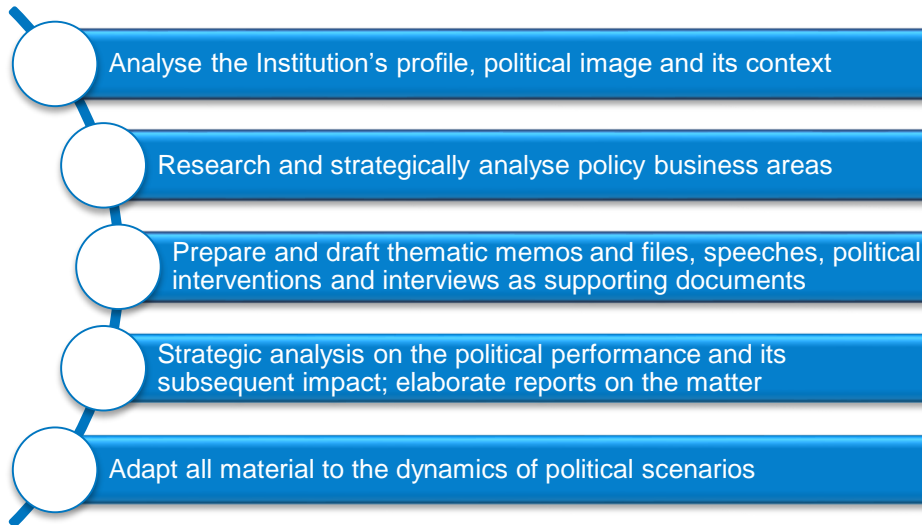 Analyse the Institution’s profile, political image and its context
Research and strategically analyse policy business areas
Prepare and draft thematic memos and files, speeches, political
interventions and interviews as supporting documents
Strategic analysis on the political performance and its
subsequent impact; elaborate reports on the matter
Adapt all material to the dynamics of political scenarios